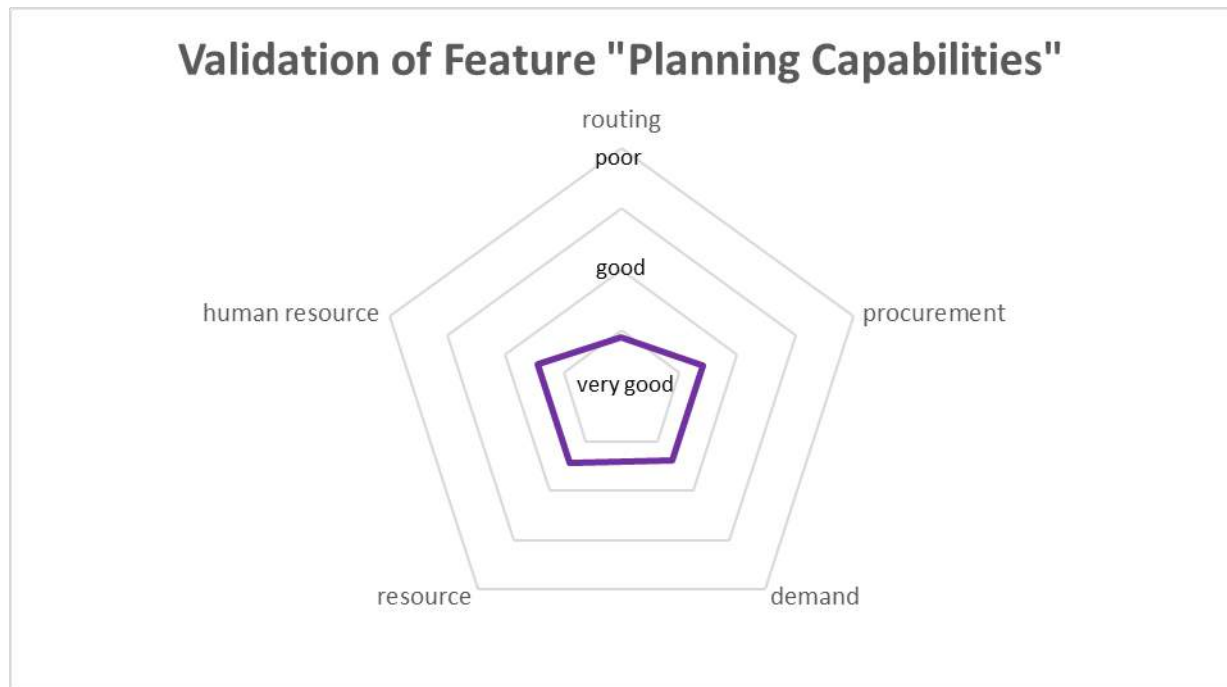 Validation of Feature "Planning Capabilities"
routing
poor
good
human resource
procurement
very good
resource
demand